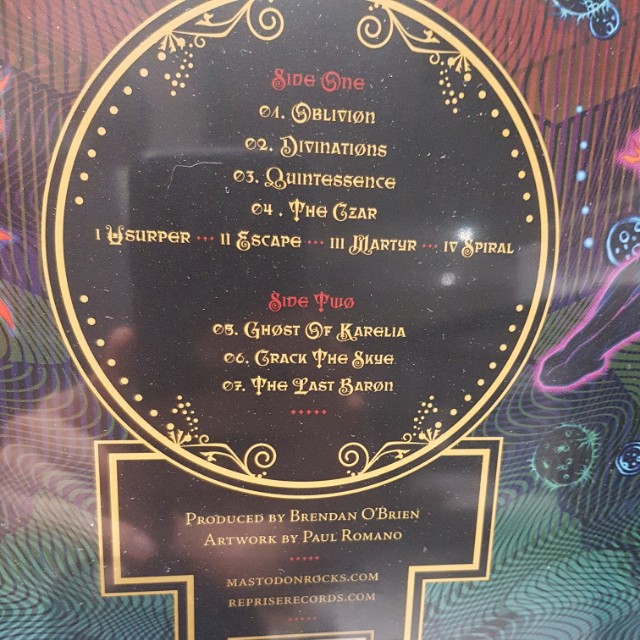 Side One
01. Oblivion
02. Divinations
03. Quintessence
04. The Czar
I Usurper ··· II Escape ··· III Martyr ··· IV Spiral
Side Two
05. Ghost Of Karelia
06. Crack The Skye
07. The Last Baron
Produced by Brendan O'Brien
Artwork by Paul Romano
mastodonrocks.com
repriserecords.com